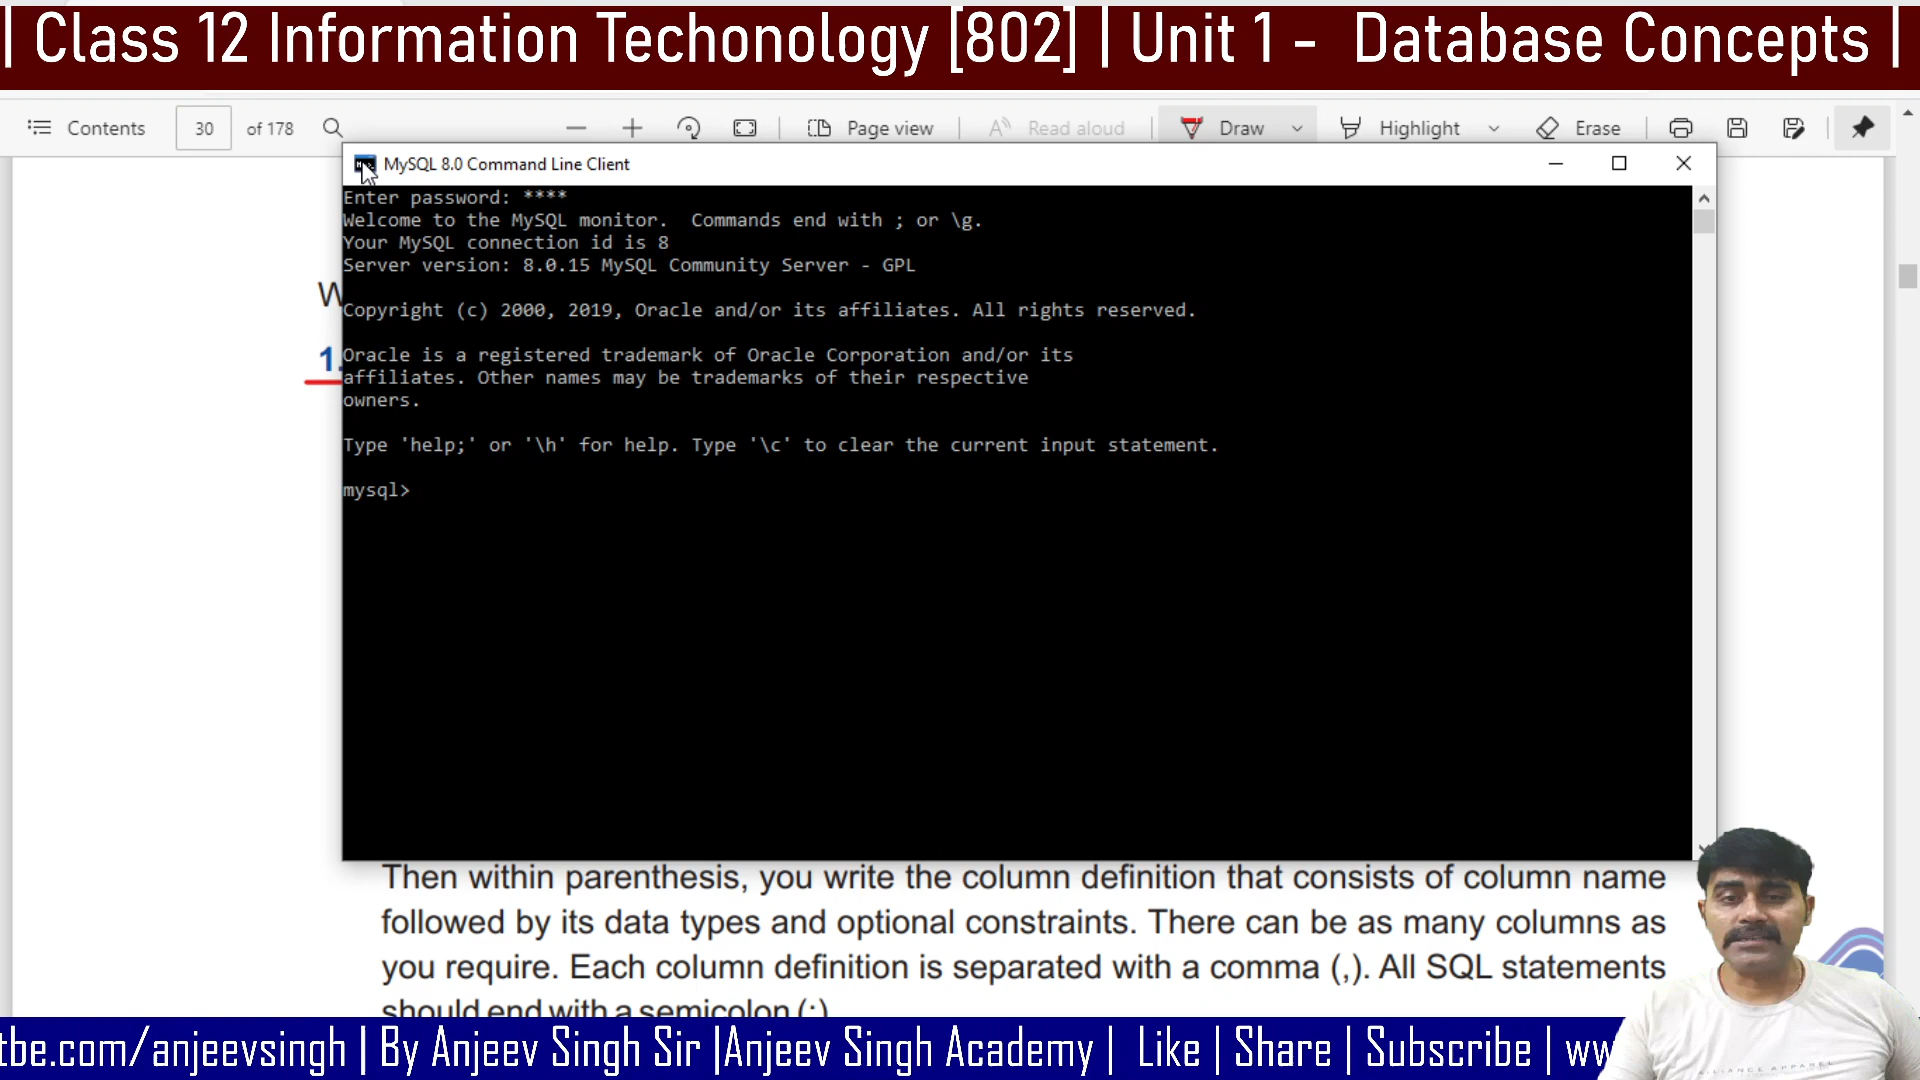 | Class 12 Information Techonology [802] | Unit 1 - Database Concepts |
Contents 30 of 178 Page view Read aloud Draw Highlight Erase
MySQL 8.0 Command Line Client
Enter password: ****
Welcome to the MySQL monitor. Commands end with ; or \g.
Your MySQL connection id is 8
Server version: 8.0.15 MySQL Community Server - GPL
W
Copyright (c) 2000, 2019, Oracle and/or its affiliates. All rights reserved.
1.
Oracle is a registered trademark of Oracle Corporation and/or its
affiliates. Other names may be trademarks of their respective
owners.
Type 'help;' or '\h' for help. Type '\c' to clear the current input statement.
mysql>
Then within parenthesis, you write the column definition that consists of column name
followed by its data types and optional constraints. There can be as many columns as
you require. Each column definition is separated with a comma (,). All SQL statements
should end with a semicolon (;)
tbe.com/anjeevsingh | By Anjeev Singh Sir |Anjeev Singh Academy | Like | Share | Subscribe | ww